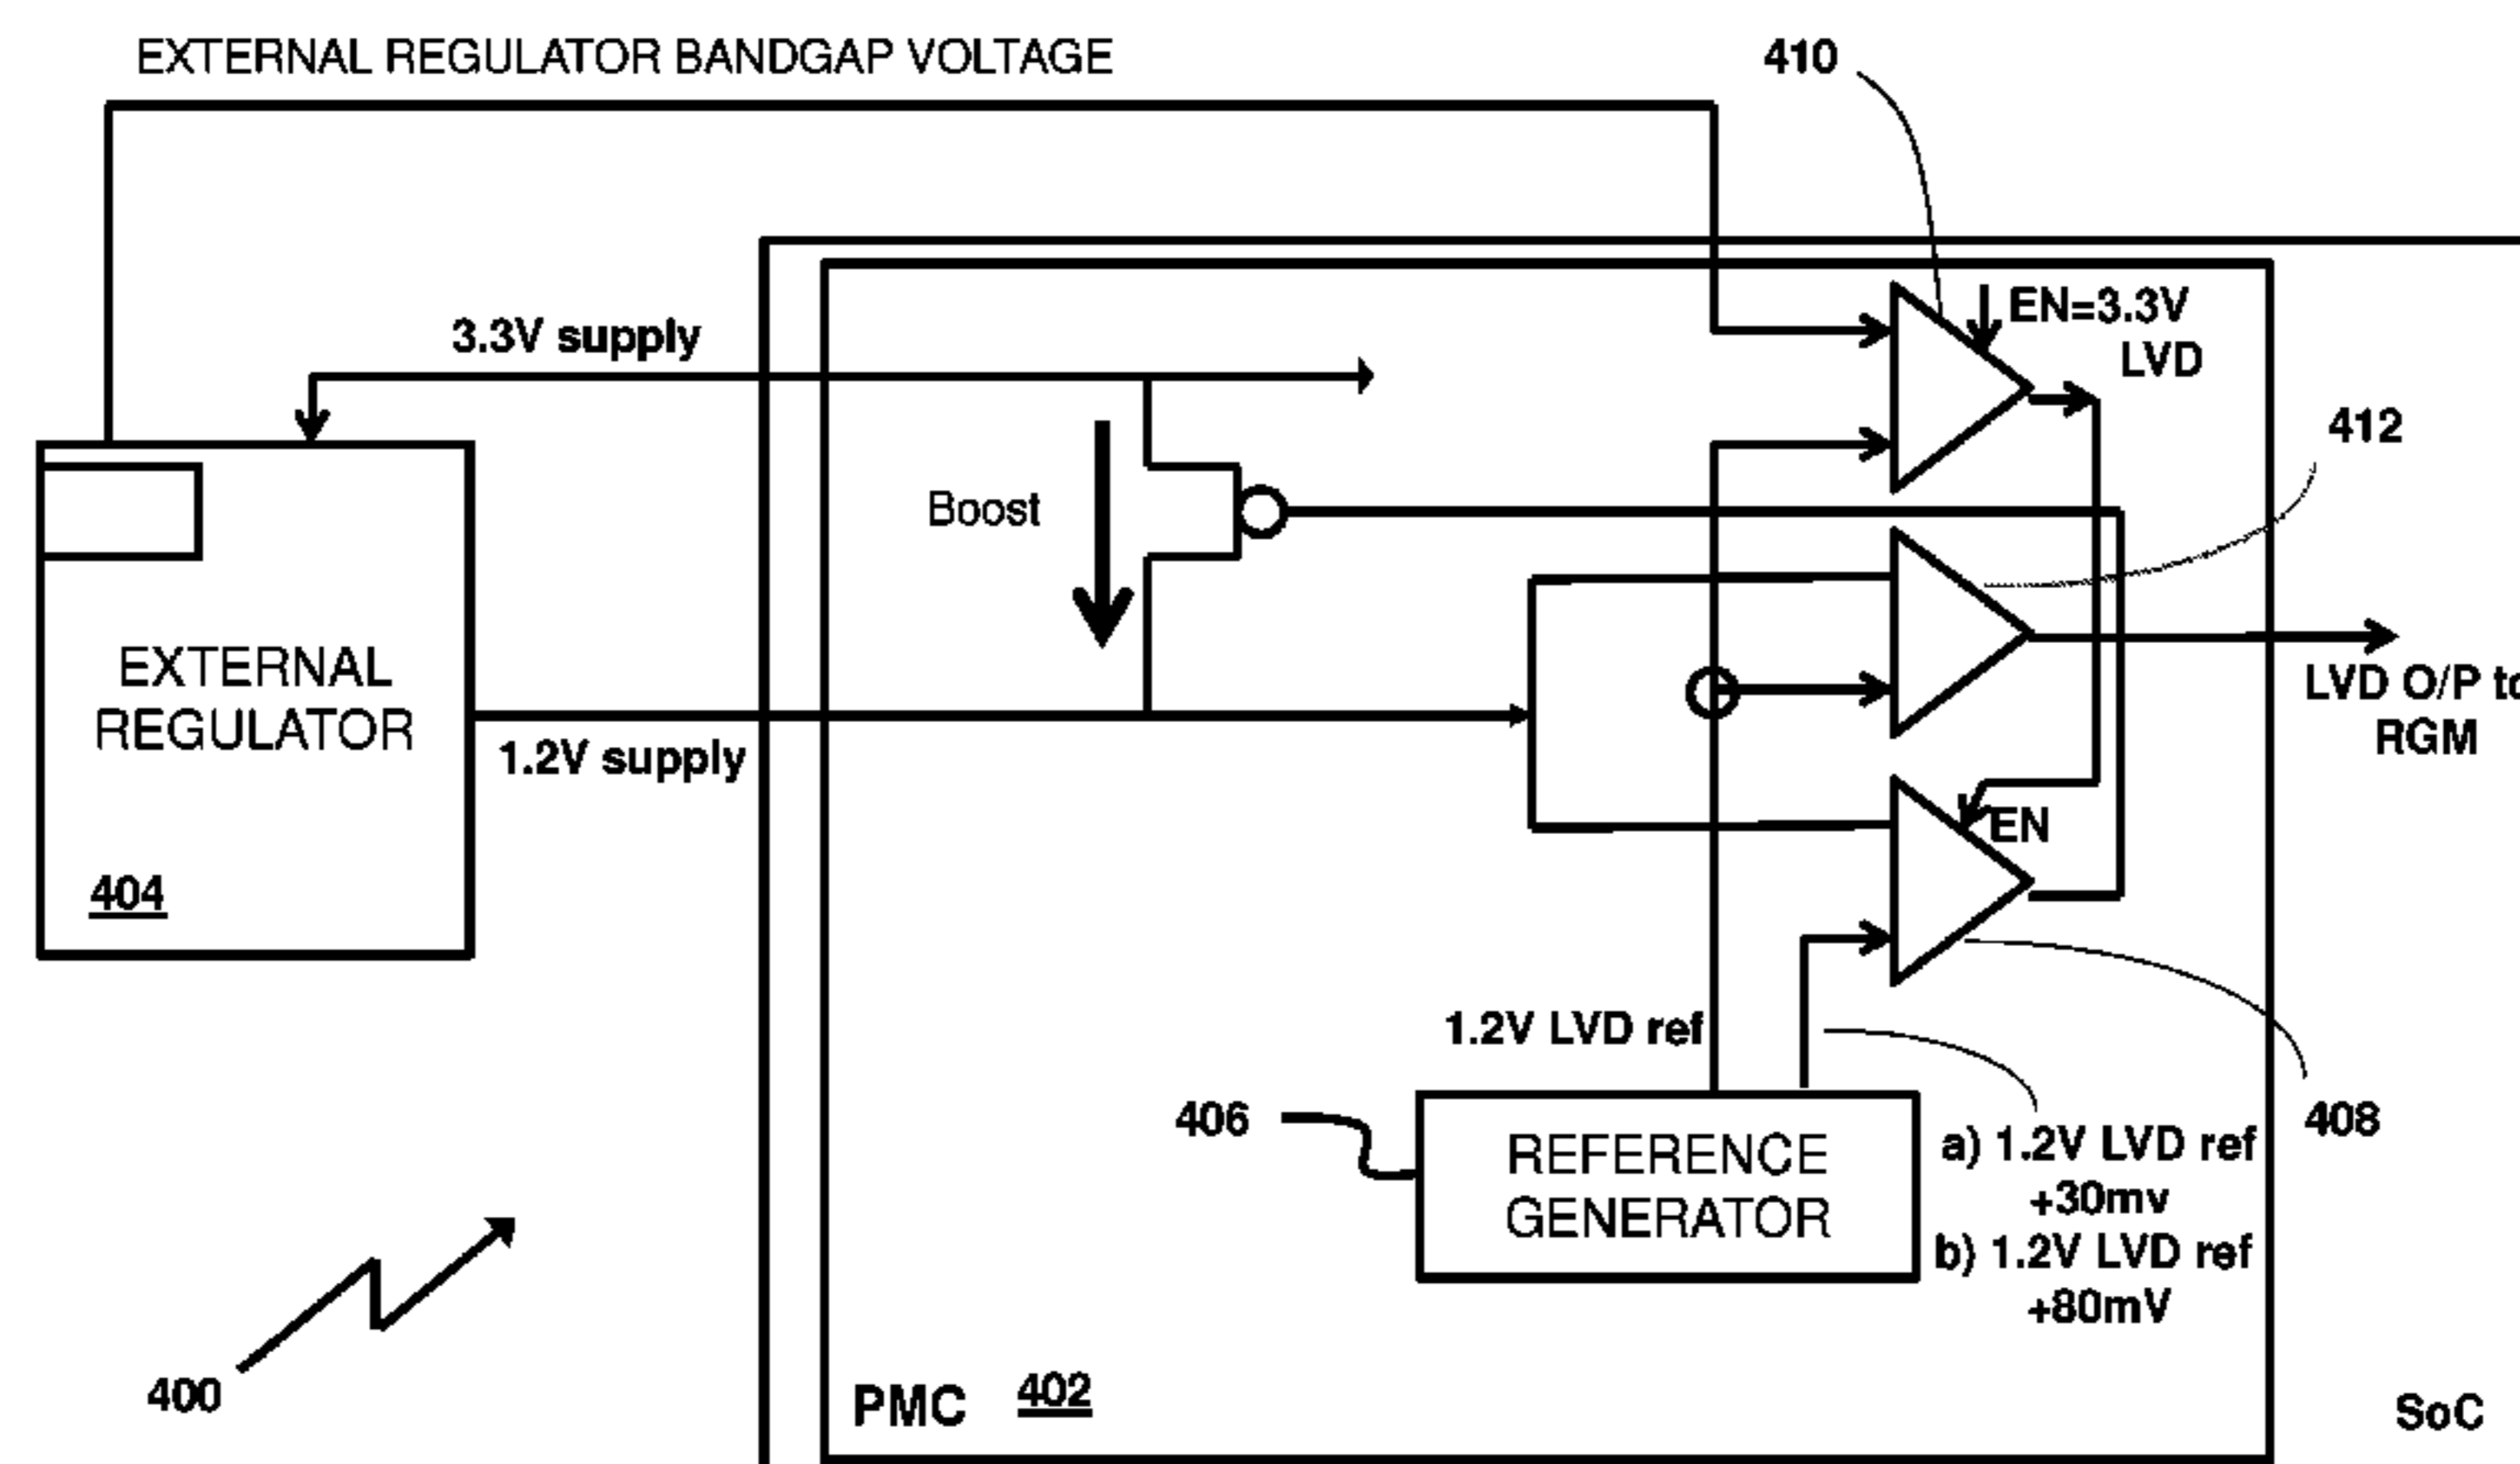 EXTERNAL REGULATOR BANDGAP VOLTAGE
410
EN=3.3V
LVD
3.3V supply
412
Boost
EXTERNAL
REGULATOR
LVD O/P to
RGM
1.2V supply
EN
404
1.2V LVD ref
406
408
REFERENCE
GENERATOR
a) 1.2V LVD ref
+30mv
b) 1.2V LVD ref
+80mV
400
PMC 402
SoC